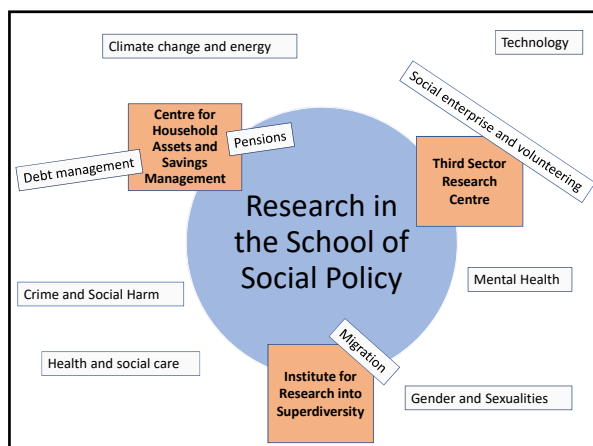 Climate change and energy
Technology
Centre for
Household
Assets and
Savings
Management
Pensions
Debt management
Social enterprise and volunteering
Third Sector
Research
Centre
Research in
the School of
Social Policy
Crime and Social Harm
Mental Health
Health and social care
Migration
Institute for
Research into
Superdiversity
Gender and Sexualities